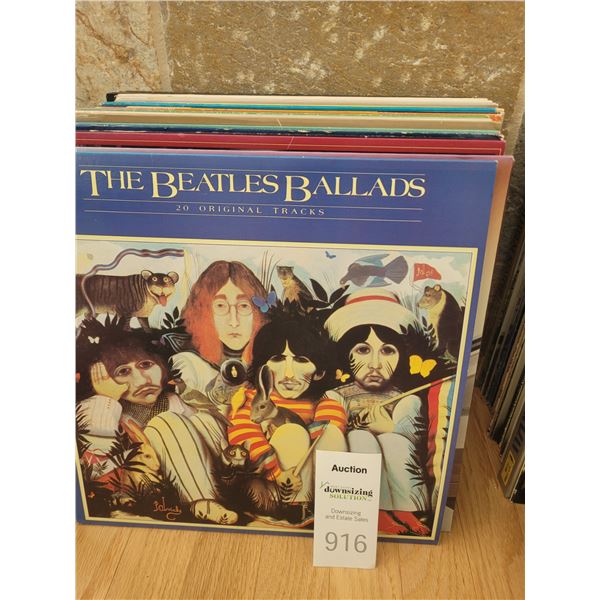 THE BEATLES BALLADS
20 ORIGINAL TRACKS
Auction
downsizing
SOLUTION
Downsizing
and Estate Sales
916